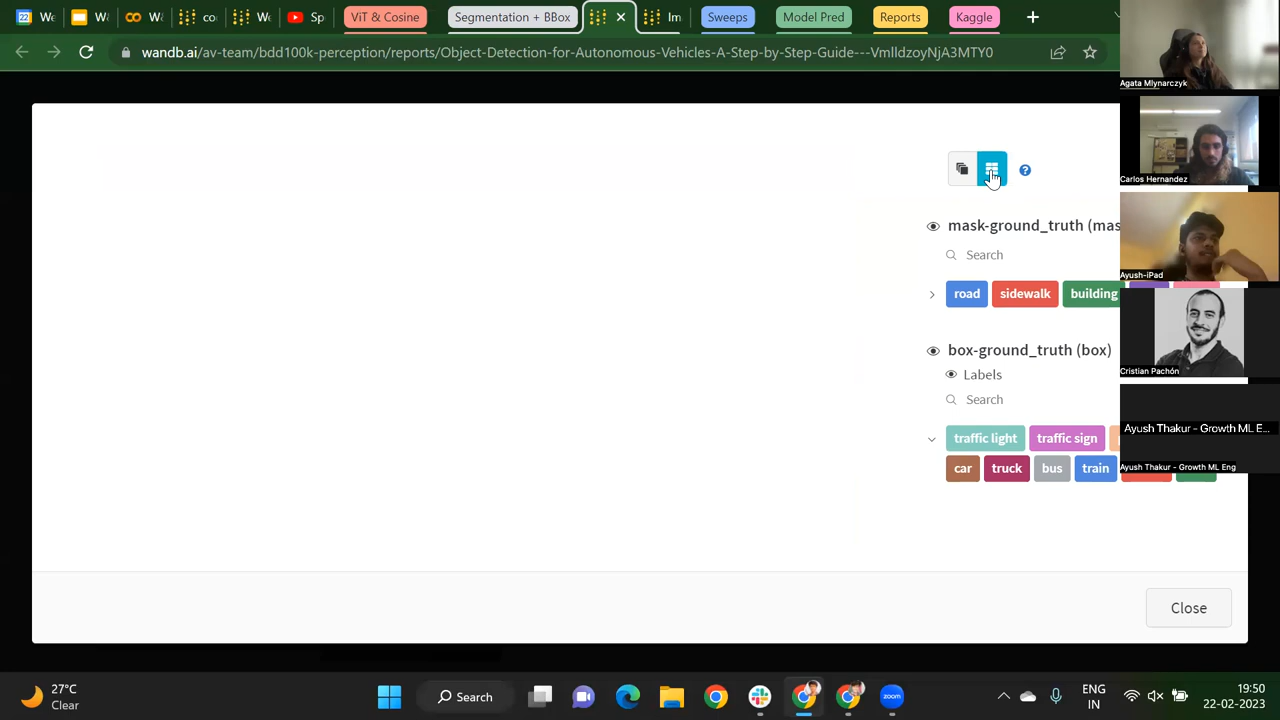 22 We
W&
W&
co
We
Sp
ViT & Cosine
Segmentation + BBox
Im
Sweeps
Model Pred
Reports
Kaggle
wandb.ai/av-team/bdd100k-perception/reports/Object-Detection-for-Autonomous-Vehicles-A-Step-by-Step-Guide---VmlldzoyNjA3MTY0
Agata Mlynarczyk
Carlos Hernandez
Ayush-iPad
Cristian Pachón
Ayush Thakur - Growth ML E...
Ayush Thakur - Growth ML Eng
mask-ground_truth (mas
Search
road sidewalk building
box-ground_truth (box)
Labels
Search
traffic light traffic sign
car truck bus train
Close
27°C
Clear
Search
zoom
ENG
IN
19:50
22-02-2023